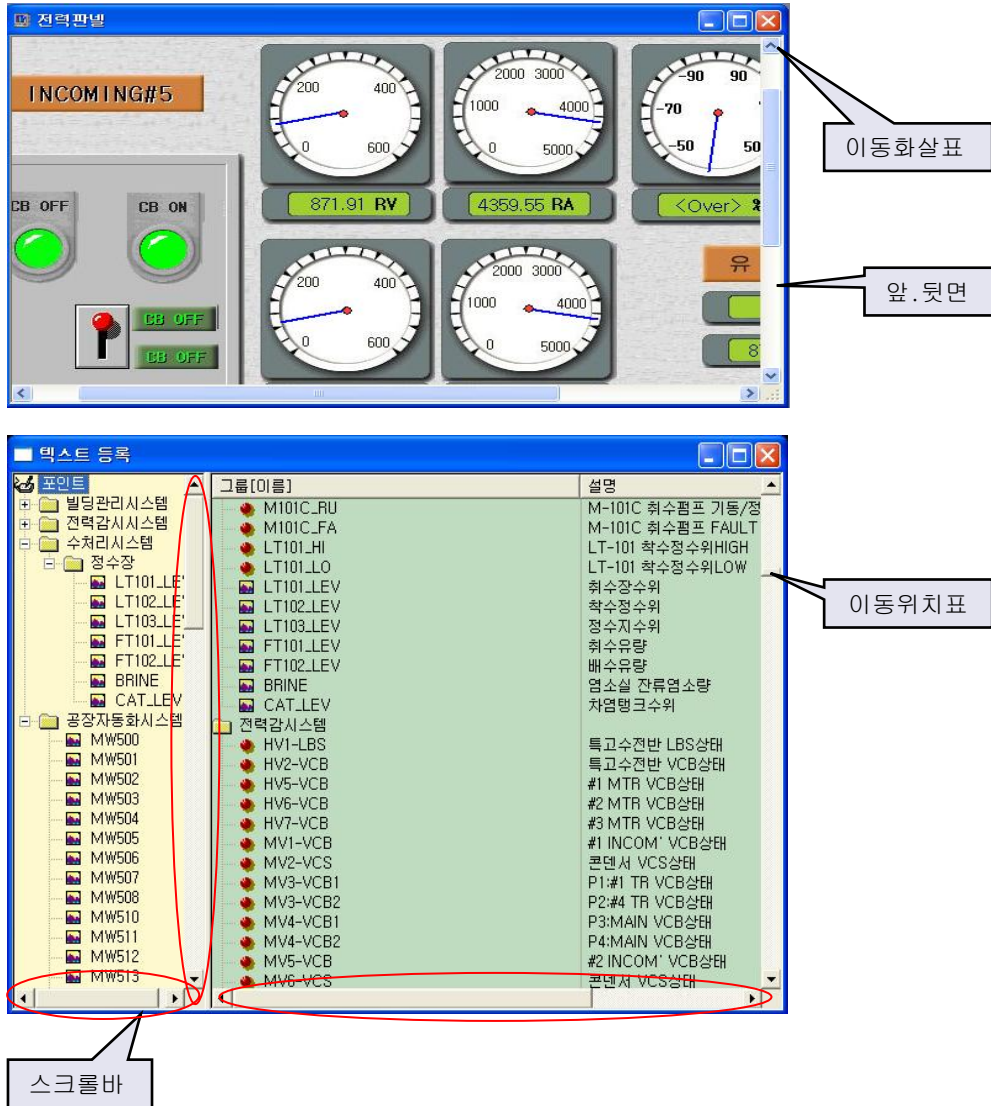 전력판넬
INCOMING#5
200 400
0 600
2000 3000
1000 4000
0 5000
-90 90
-70
-50 50
이동화살표
871.91 RV
4359.55 RA
<Over> %
CB OFF
CB ON
200 400
0 600
2000 3000
1000 4000
0 5000
유
앞.뒷면
CB OFF
CB OFF
8
텍스트 등록
포인트
빌딩관리시스템
전력감시시스템
수처리시스템
정수장
LT101_LE
LT102_LE
LT103_LE
FT101_LE
FT102_LE
BRINE
CAT_LEV
공장자동화시스템
MW500
MW501
MW502
MW503
MW504
MW505
MW506
MW507
MW508
MW510
MW511
MW512
MW513
그룹[이름] 설명
M101C_RU M-101C 취수펌프 기동/정
M101C_FA M-101C 취수펌프 FAULT
LT101_HI LT-101 착수정수위HIGH
LT101_LO LT-101 착수정수위LOW
LT101_LEV 취수장수위
LT102_LEV 착수정수위
LT103_LEV 정수지수위
FT101_LEV 취수유량
FT102_LEV 배수유량
BRINE 염소실 잔류염소량
CAT_LEV 차염탱크수위
전력감시스템
HV1-LBS 특고수전반 LBS상태
HV2-VCB 특고수전반 VCB상태
HV5-VCB #1 MTR VCB상태
HV6-VCB #2 MTR VCB상태
HV7-VCB #3 MTR VCB상태
MV1-VCB #1 INCOM' VCB상태
MV2-VCS 콘덴서 VCS상태
MV3-VCB1 P1:#1 TR VCB상태
MV3-VCB2 P2:#4 TR VCB상태
MV4-VCB1 P3:MAIN VCB상태
MV4-VCB2 P4:MAIN VCB상태
MV5-VCB #2 INCOM' VCB상태
MV6-VCS 콘덴서 VCS상태
이동위치표
스크롤바